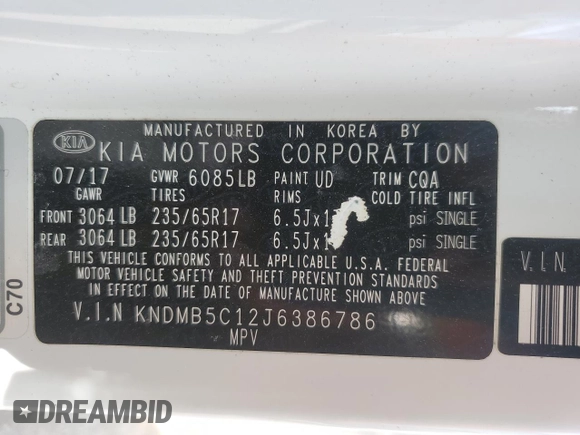 MANUFACTURED IN KOREA BY
KIA KIA MOTORS CORPORATION
07/17 GVWR 6085LB PAINT UD TRIM CQA
GAWR TIRES RIMS COLD TIRE INFL
FRONT 3064 LB 235/65R17 6.5Jx1 psi SINGLE
REAR 3064 LB 235/65R17 6.5Jx1 psi SINGLE
THIS VEHICLE CONFORMS TO ALL APPLICABLE U.S.A. FEDERAL
MOTOR VEHICLE SAFETY AND THEFT PREVENTION STANDARDS
IN EFFECT ON THE DATE OF MANUFACTURE SHOWN ABOVE.
V.I.N KNDMB5C12J6386786
MPV
C70
V.I.N.
DREAMBID